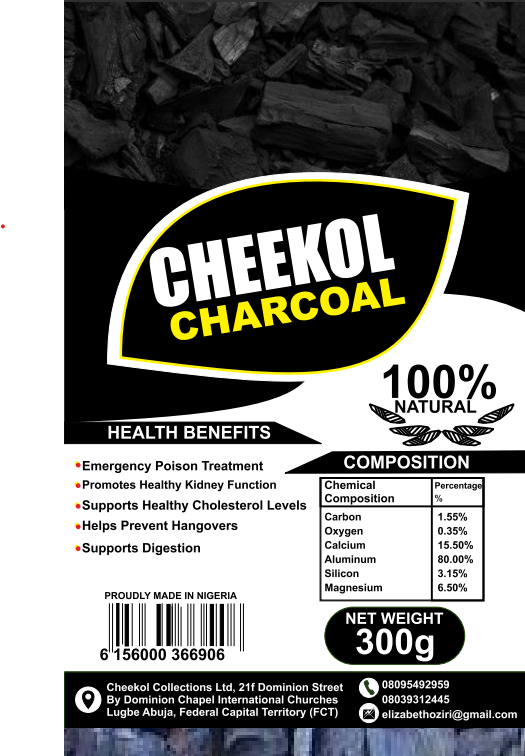 CHEEKOL
CHARCOAL
100%
NATURAL
HEALTH BENEFITS
Emergency Poison Treatment
Promotes Healthy Kidney Function
Supports Healthy Cholesterol Levels
Helps Prevent Hangovers
Supports Digestion
COMPOSITION
Chemical Composition Percentage %
Carbon 1.55%
Oxygen 0.35%
Calcium 15.50%
Aluminum 80.00%
Silicon 3.15%
Magnesium 6.50%
PROUDLY MADE IN NIGERIA
6 156000 366906
NET WEIGHT
300g
Cheekol Collections Ltd, 21f Dominion Street
By Dominion Chapel International Churches
Lugbe Abuja, Federal Capital Territory (FCT)
08095492959
08039312445
elizabethoziri@gmail.com